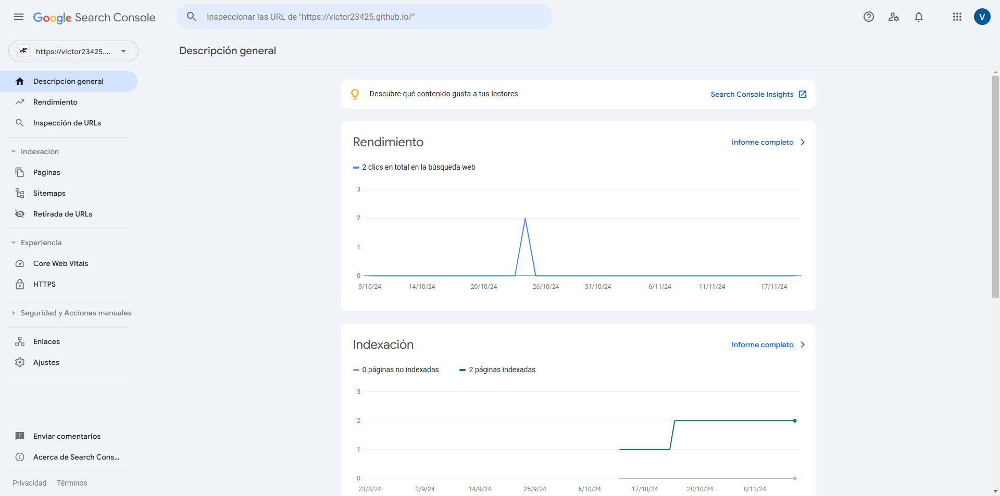 Google Search Console
Inspeccionar las URL de "https://victor23425.github.io/"
V
https://victor23425....
Descripción general
Descripción general
Rendimiento
Inspección de URLs
Indexación
Páginas
Sitemaps
Retirada de URLs
Experiencia
Core Web Vitals
HTTPS
Seguridad y Acciones manuales
Enlaces
Ajustes
Enviar comentarios
Acerca de Search Cons...
Privacidad Términos
Descubre qué contenido gusta a tus lectores
Search Console Insights
Rendimiento
Informe completo
2 clics en total en la búsqueda web
3
2
1
0
9/10/24 14/10/24 20/10/24 26/10/24 31/10/24 6/11/24 11/11/24 17/11/24
Indexación
Informe completo
0 páginas no indexadas 2 páginas indexadas
3
2
1
0
23/8/24 3/9/24 14/9/24 25/9/24 6/10/24 17/10/24 28/10/24 8/11/24